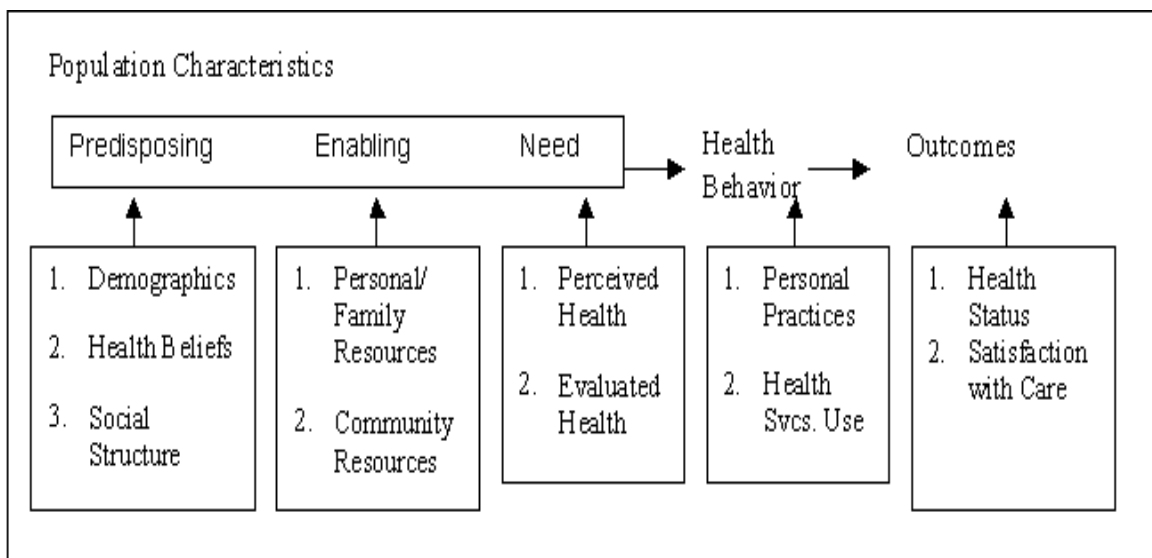 Population Characteristics
Predisposing Enabling Need
Health
Behavior
Outcomes
1. Demographics
2. Health Beliefs
3. Social
Structure
1. Personal/
Family
Resources
2. Community
Resources
1. Perceived
Health
2. Evaluated
Health
1. Personal
Practices
2. Health
Svcs. Use
1. Health
Status
2. Satisfaction
with Care